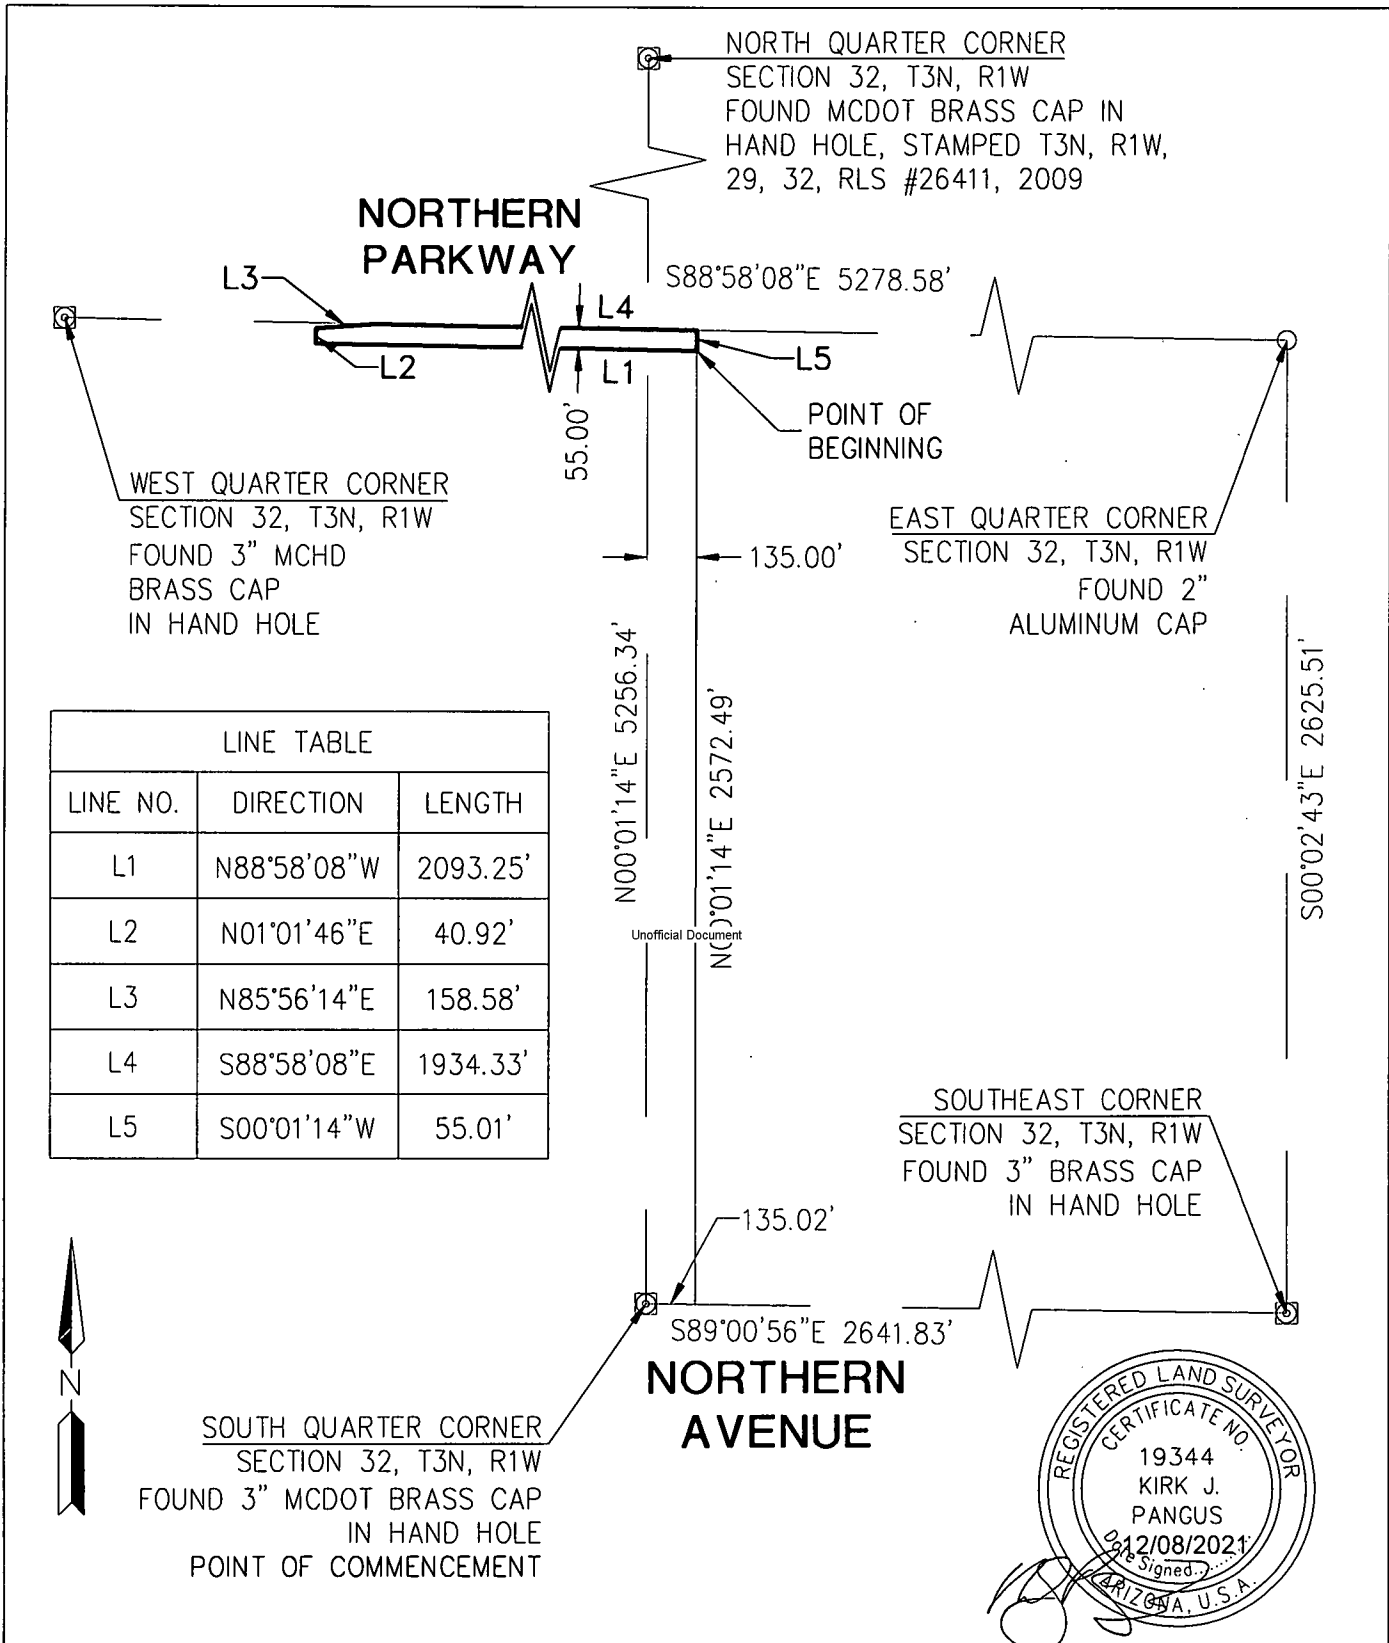 NORTH QUARTER CORNER
SECTION 32, T3N, R1W
FOUND MCDOT BRASS CAP IN
HAND HOLE, STAMPED T3N, R1W,
29, 32, RLS #26411, 2009
NORTHERN
PARKWAY
S88°58'08"E 5278.58'
L3
L4
L2
L1
L5
55.00'
POINT OF
BEGINNING
WEST QUARTER CORNER
SECTION 32, T3N, R1W
FOUND 3" MCHD
BRASS CAP
IN HAND HOLE
EAST QUARTER CORNER
SECTION 32, T3N, R1W
FOUND 2"
ALUMINUM CAP
135.00'
N00°01'14"E 5256.34'
N00°01'14"E 2572.49'
S00°02'43"E 2625.51'
LINE TABLE
LINE NO. DIRECTION LENGTH
L1 N88°58'08"W 2093.25'
L2 N01°01'46"E 40.92'
L3 N85°56'14"E 158.58'
L4 S88°58'08"E 1934.33'
L5 S00°01'14"W 55.01'
Unofficial Document
SOUTHEAST CORNER
SECTION 32, T3N, R1W
FOUND 3" BRASS CAP
IN HAND HOLE
135.02'
S89°00'56"E 2641.83'
NORTHERN
AVENUE
N
SOUTH QUARTER CORNER
SECTION 32, T3N, R1W
FOUND 3" MCDOT BRASS CAP
IN HAND HOLE
POINT OF COMMENCEMENT
REGISTERED LAND SURVEYOR
CERTIFICATE NO.
19344
KIRK J.
PANGUS
12/08/2021
Date Signed
ARIZONA, U.S.A.